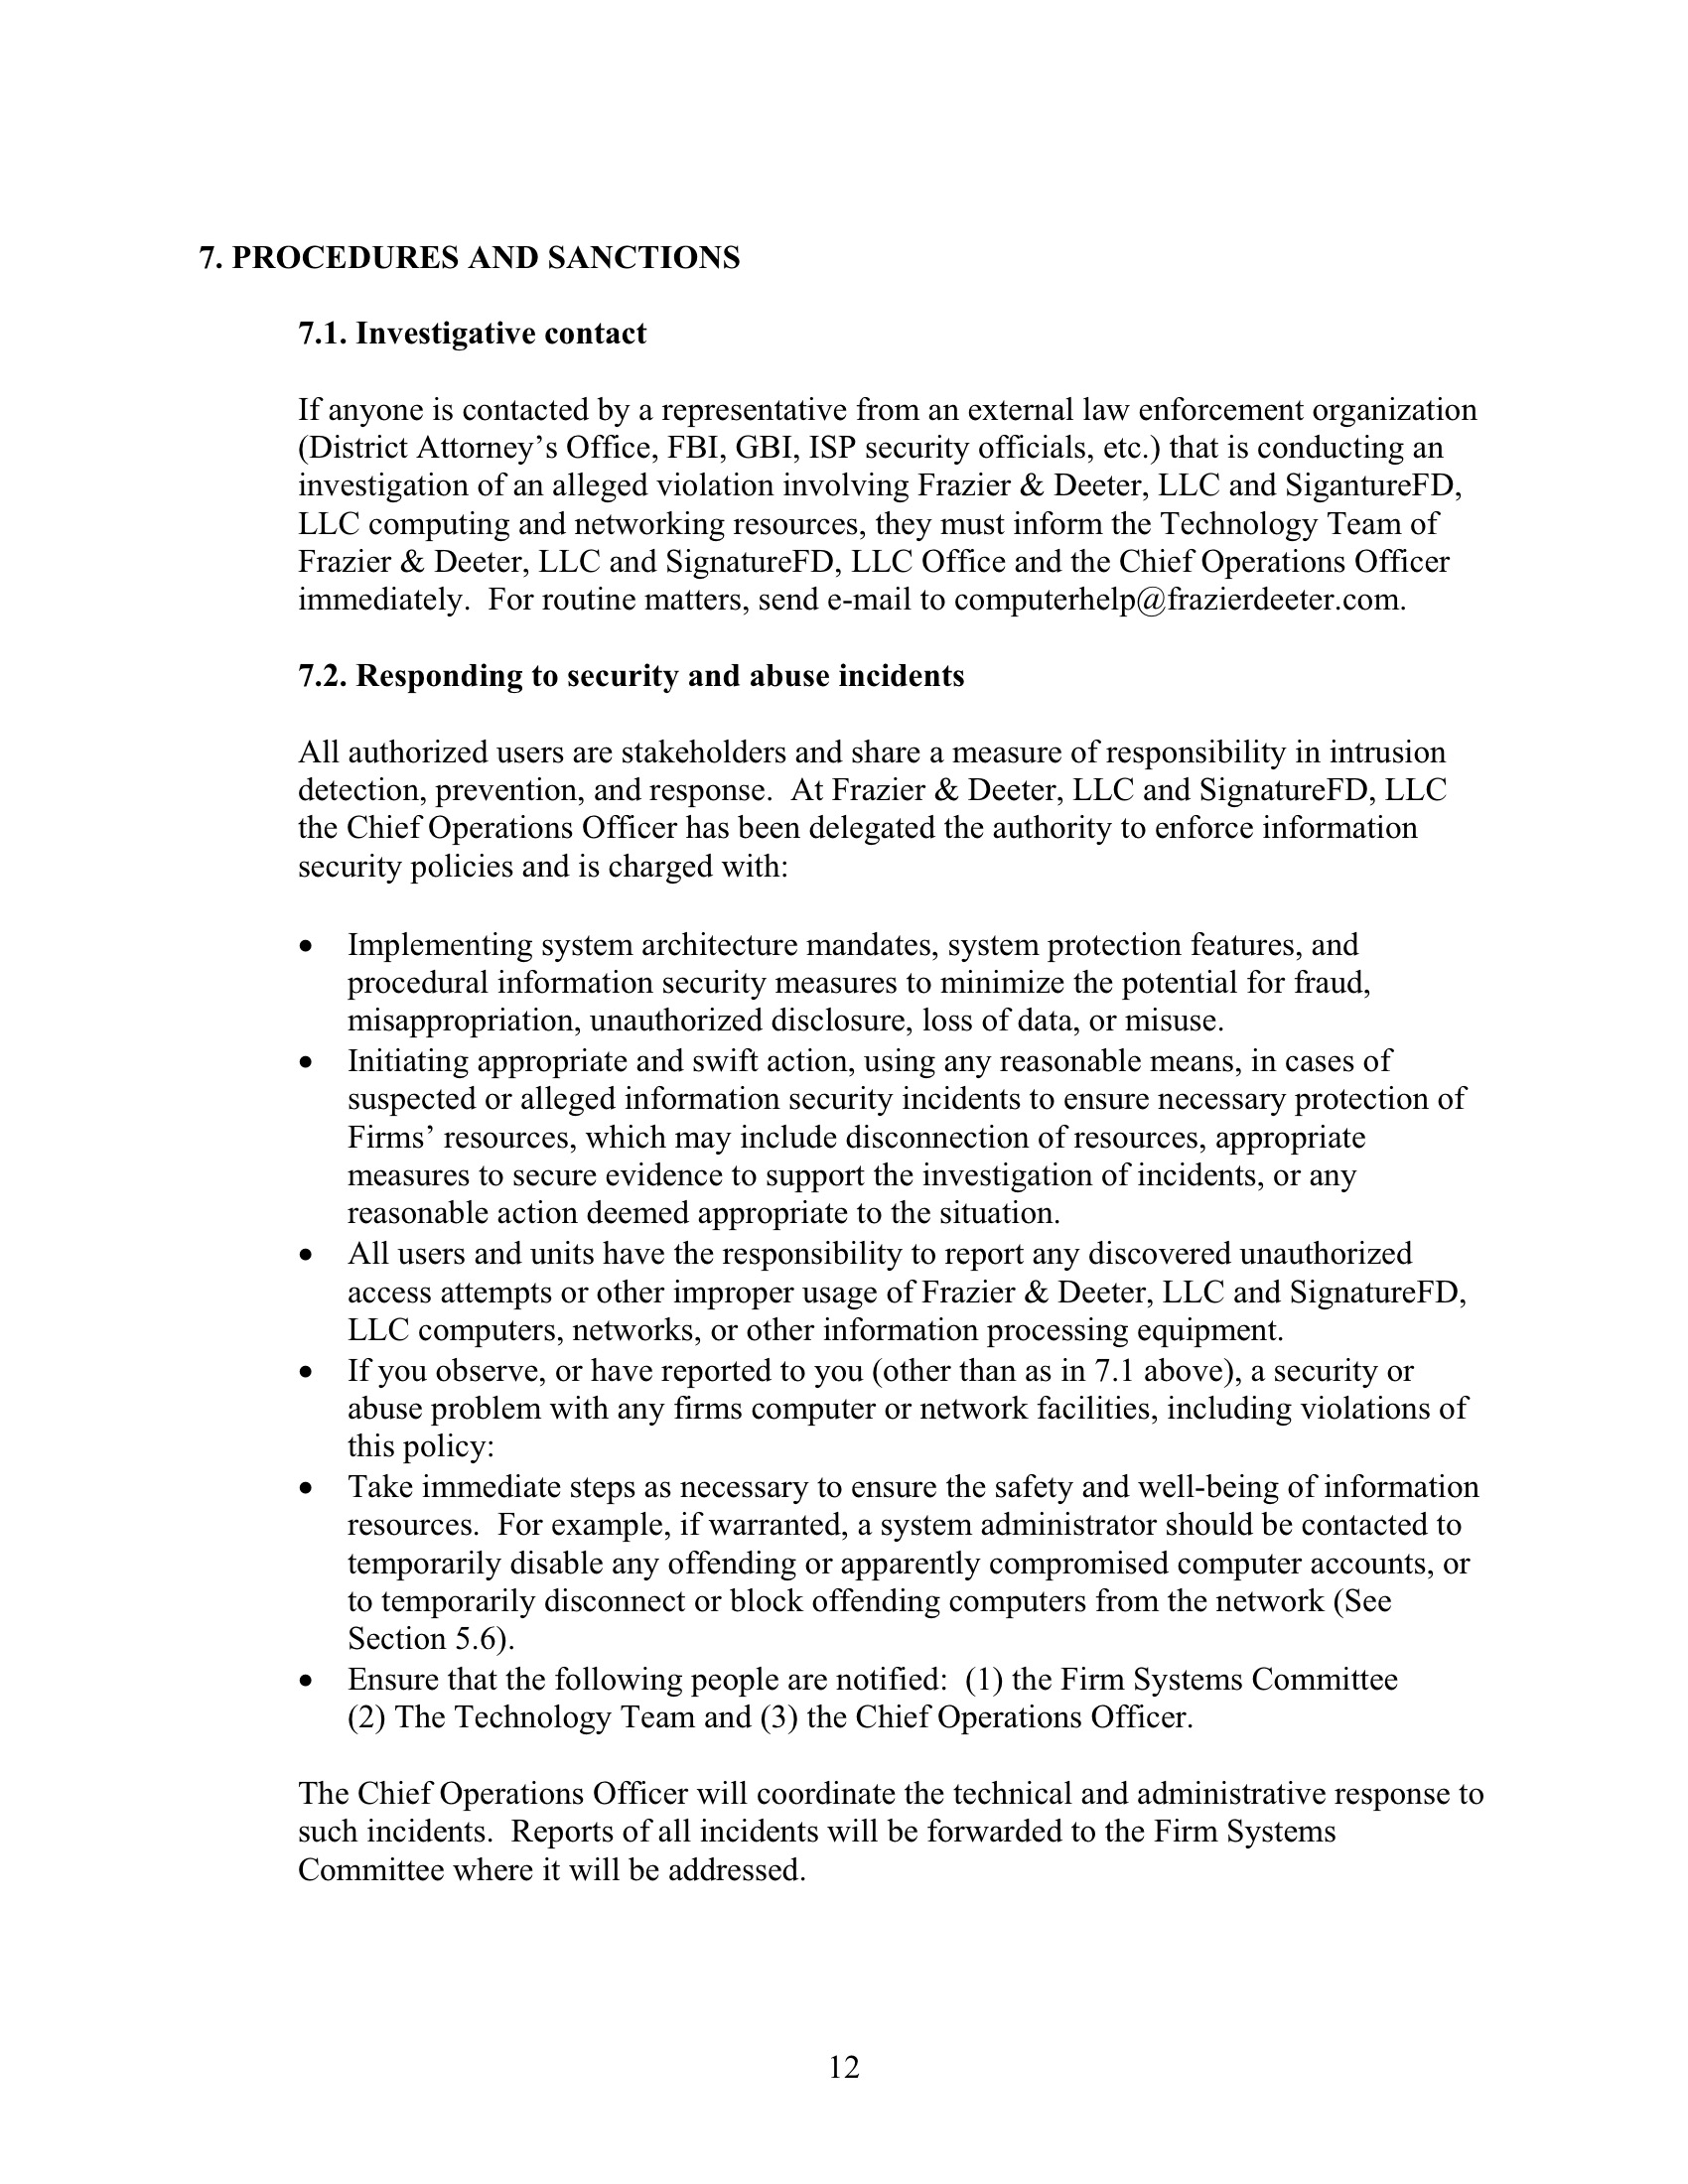 7. PROCEDURES AND SANCTIONS
7.1. Investigative contact
If anyone is contacted by a representative from an external law enforcement organization
(District Attorney’s Office, FBI, GBI, ISP security officials, etc.) that is conducting an
investigation of an alleged violation involving Frazier & Deeter, LLC and SigantureFD,
LLC computing and networking resources, they must inform the Technology Team of
Frazier & Deeter, LLC and SignatureFD, LLC Office and the Chief Operations Officer
immediately.  For routine matters, send e-mail to computerhelp@frazierdeeter.com.
7.2. Responding to security and abuse incidents
All authorized users are stakeholders and share a measure of responsibility in intrusion
detection, prevention, and response.  At Frazier & Deeter, LLC and SignatureFD, LLC
the Chief Operations Officer has been delegated the authority to enforce information
security policies and is charged with:
• Implementing system architecture mandates, system protection features, and
procedural information security measures to minimize the potential for fraud,
misappropriation, unauthorized disclosure, loss of data, or misuse.
• Initiating appropriate and swift action, using any reasonable means, in cases of
suspected or alleged information security incidents to ensure necessary protection of
Firms’ resources, which may include disconnection of resources, appropriate
measures to secure evidence to support the investigation of incidents, or any
reasonable action deemed appropriate to the situation.
• All users and units have the responsibility to report any discovered unauthorized
access attempts or other improper usage of Frazier & Deeter, LLC and SignatureFD,
LLC computers, networks, or other information processing equipment.
• If you observe, or have reported to you (other than as in 7.1 above), a security or
abuse problem with any firms computer or network facilities, including violations of
this policy:
• Take immediate steps as necessary to ensure the safety and well-being of information
resources.  For example, if warranted, a system administrator should be contacted to
temporarily disable any offending or apparently compromised computer accounts, or
to temporarily disconnect or block offending computers from the network (See
Section 5.6).
• Ensure that the following people are notified:  (1) the Firm Systems Committee
(2) The Technology Team and (3) the Chief Operations Officer.
The Chief Operations Officer will coordinate the technical and administrative response to
such incidents.  Reports of all incidents will be forwarded to the Firm Systems
Committee where it will be addressed.
12